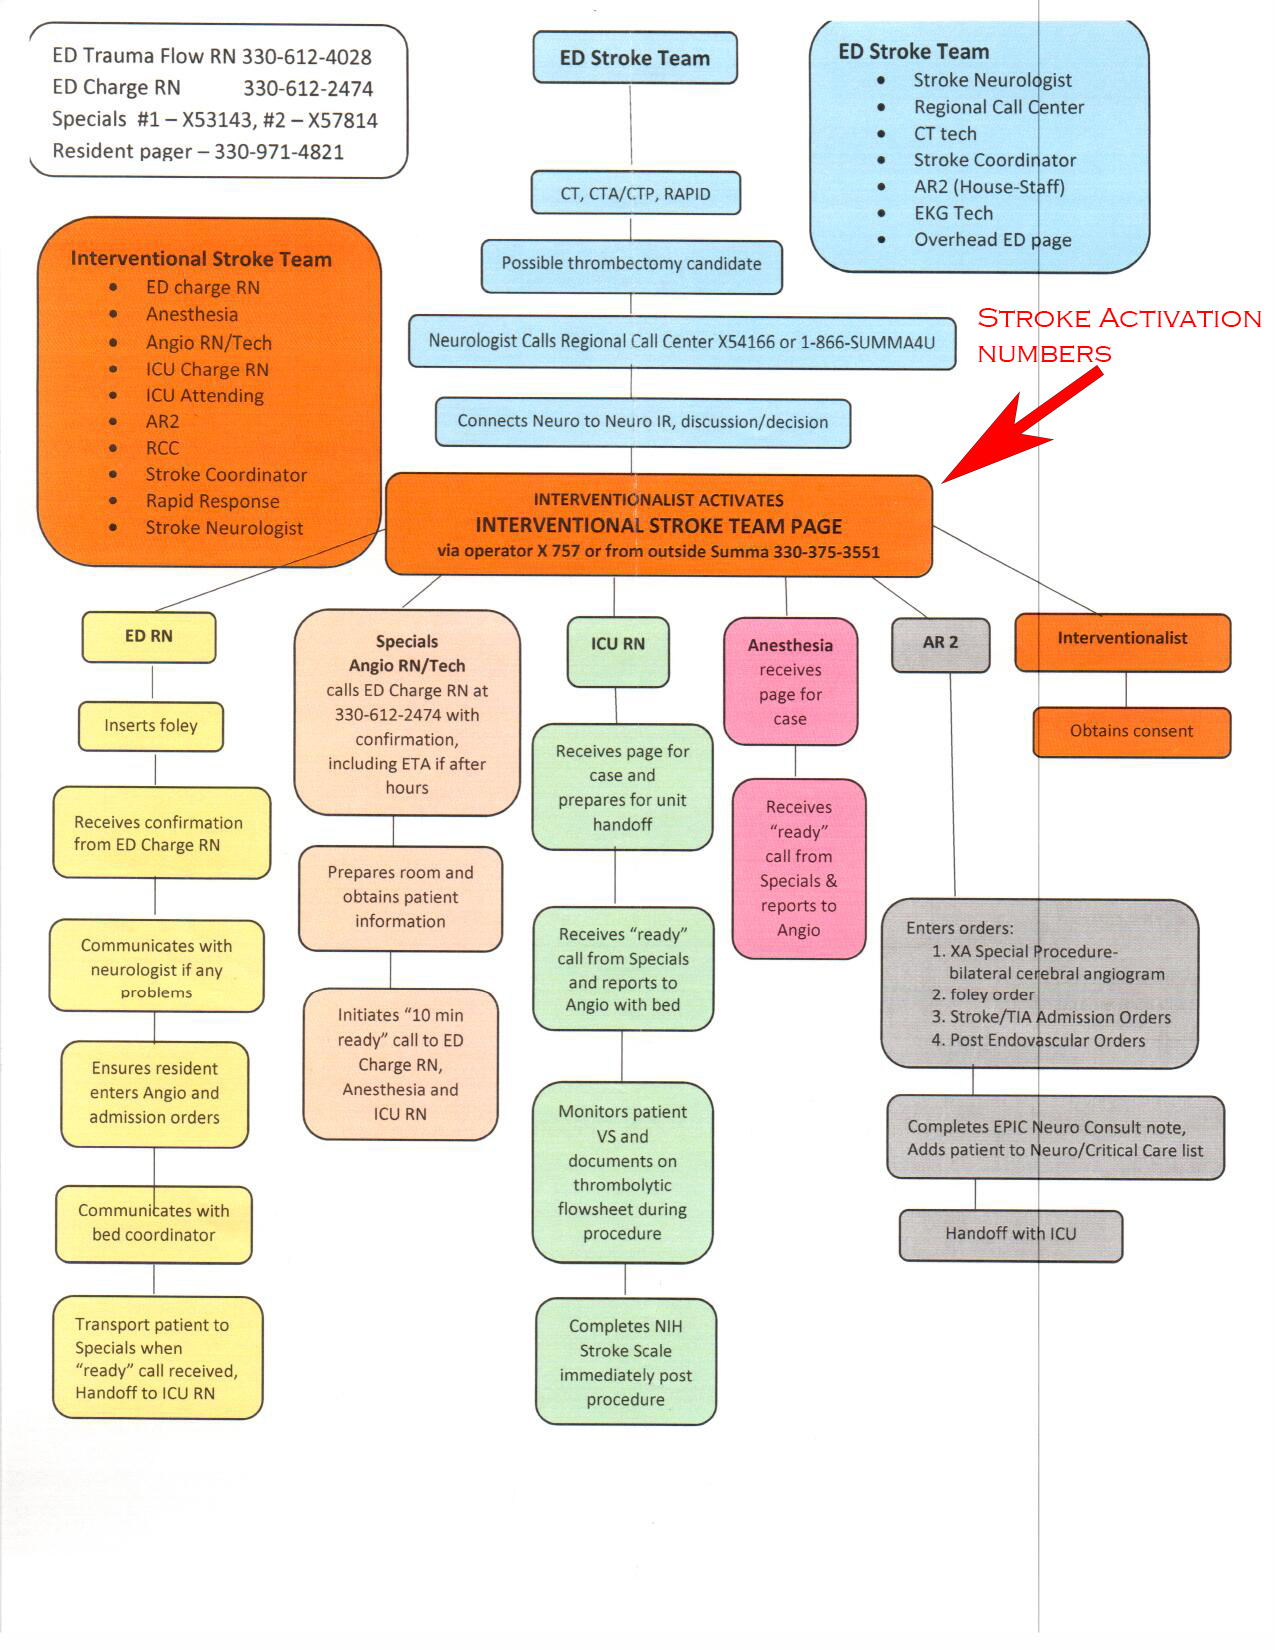 ED Trauma Flow RN 330-612-4028
ED Charge RN 330-612-2474
Specials #1 – X53143, #2 – X57814
Resident pager – 330-971-4821
ED Stroke Team
ED Stroke Team
• Stroke Neurologist
• Regional Call Center
• CT tech
• Stroke Coordinator
• AR2 (House-Staff)
• EKG Tech
• Overhead ED page
CT, CTA/CTP, RAPID
Possible thrombectomy candidate
Interventional Stroke Team
• ED charge RN
• Anesthesia
• Angio RN/Tech
• ICU Charge RN
• ICU Attending
• AR2
• RCC
• Stroke Coordinator
• Rapid Response
• Stroke Neurologist
Neurologist Calls Regional Call Center X54166 or 1-866-SUMMA4U
Stroke Activation
numbers
Connects Neuro to Neuro IR, discussion/decision
INTERVENTIONALIST ACTIVATES
INTERVENTIONAL STROKE TEAM PAGE
via operator X 757 or from outside Summa 330-375-3551
ED RN
Inserts foley
Receives confirmation
from ED Charge RN
Communicates with
neurologist if any
problems
Ensures resident
enters Angio and
admission orders
Communicates with
bed coordinator
Transport patient to
Specials when
"ready" call received,
Handoff to ICU RN
Specials
Angio RN/Tech
calls ED Charge RN at
330-612-2474 with
confirmation,
including ETA if after
hours
Prepares room and
obtains patient
information
Initiates "10 min
ready" call to ED
Charge RN,
Anesthesia and
ICU RN
ICU RN
Receives page for
case and
prepares for unit
handoff
Receives "ready"
call from Specials
and reports to
Angio with bed
Monitors patient
VS and
documents on
thrombolytic
flowsheet during
procedure
Completes NIH
Stroke Scale
immediately post
procedure
Anesthesia
receives
page for
case
Receives
"ready"
call from
Specials &
reports to
Angio
AR 2
Enters orders:
1. XA Special Procedure-
bilateral cerebral angiogram
2. foley order
3. Stroke/TIA Admission Orders
4. Post Endovascular Orders
Completes EPIC Neuro Consult note,
Adds patient to Neuro/Critical Care list
Handoff with ICU
Interventionalist
Obtains consent